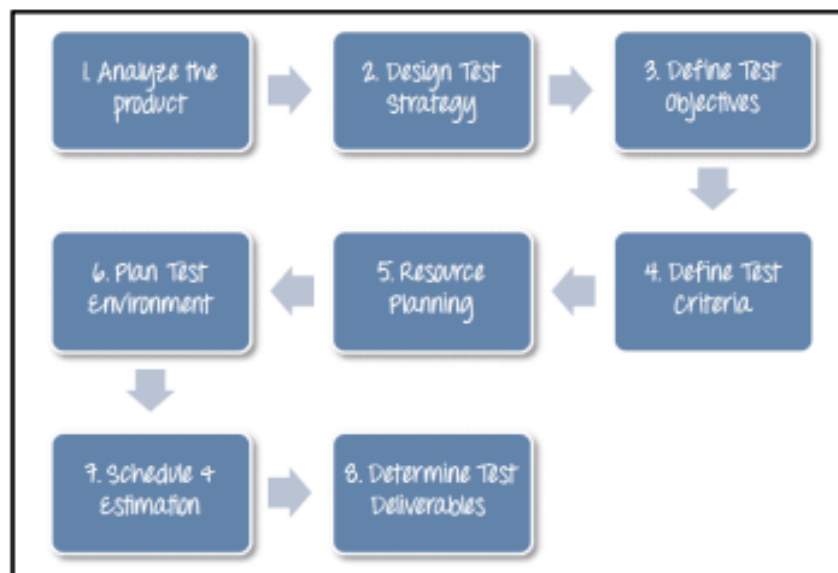 1. Analyze the
product
2. Design Test
Strategy
3. Define Test
Objectives
4. Define Test
Criteria
5. Resource
Planning
6. Plan Test
Environment
7. Schedule &
Estimation
8. Determine Test
Deliverables